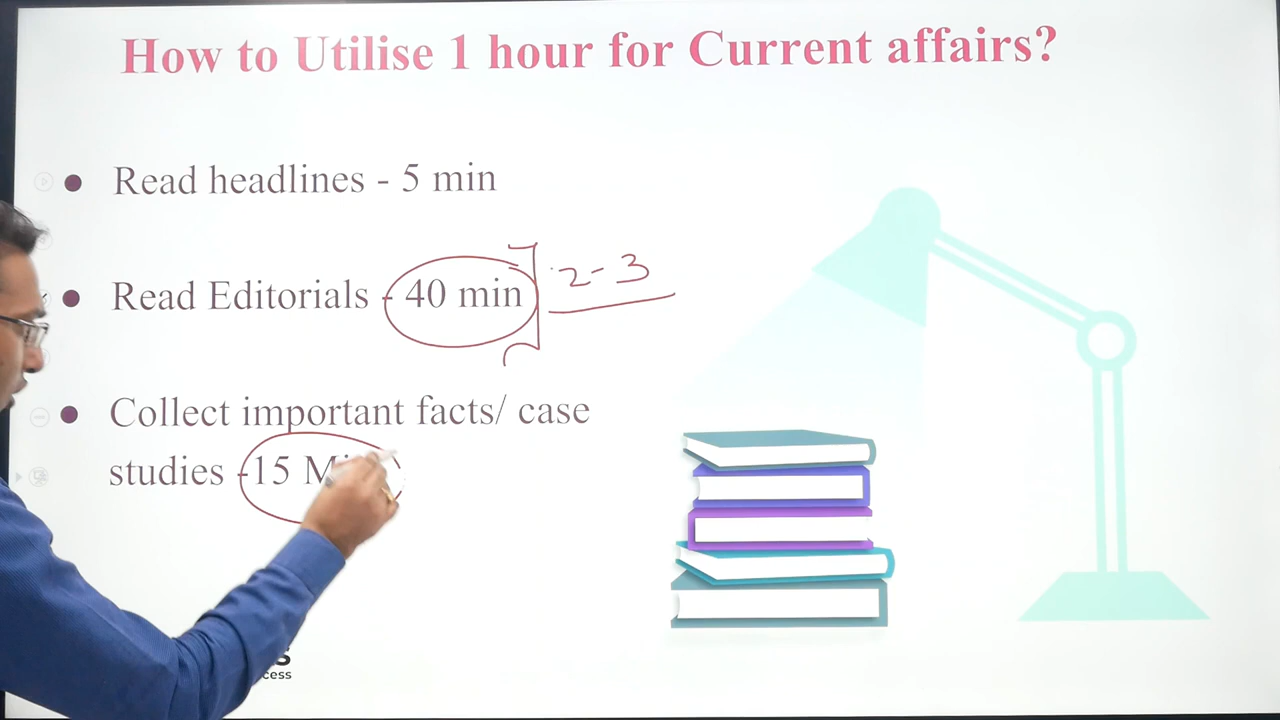 How to Utilise 1 hour for Current affairs?
Read headlines - 5 min
Read Editorials - 40 min
2-3
Collect important facts/ case
studies -15